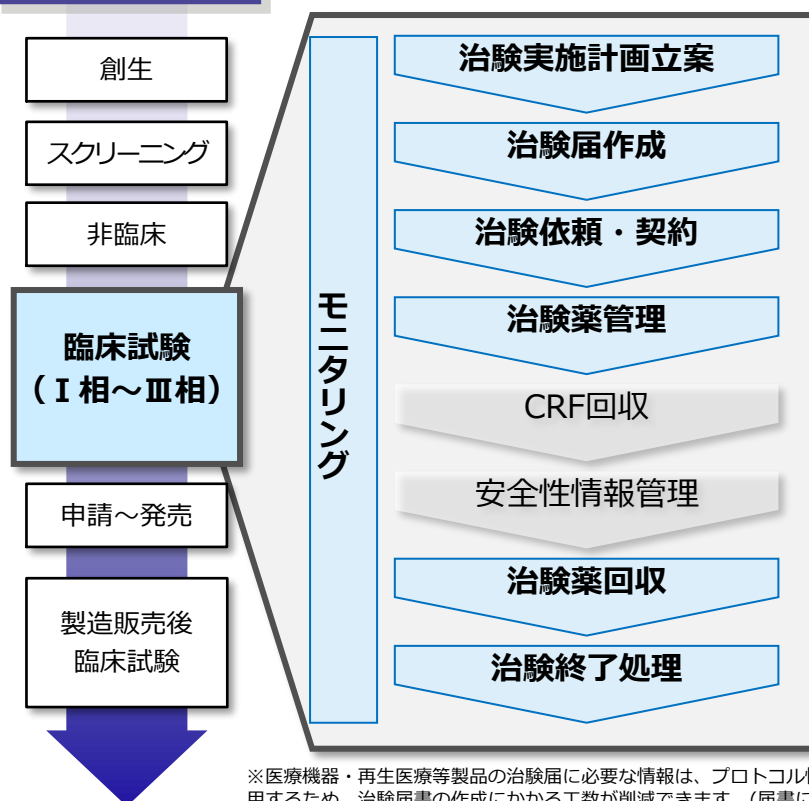 創生
スクリーニング
非臨床
臨床試験
（Ⅰ相～Ⅲ相）
申請～発売
製造販売後
臨床試験
モニタリング
治験実施計画立案
治験届作成
治験依頼・契約
治験薬管理
CRF回収
安全性情報管理
治験薬回収
治験終了処理
※医療機器・再生医療等製品の治験届に必要な情報は、プロトコル
用するため、治験届書の作成にかかる工数が削減できます。（届書に